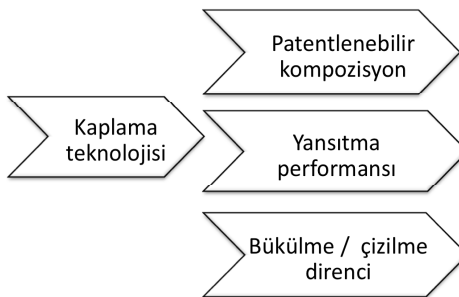 Kaplama
teknolojisi
Patentlenebilir
kompozisyon
Yansıtma
performansı
Bükülme / çizilme
direnci